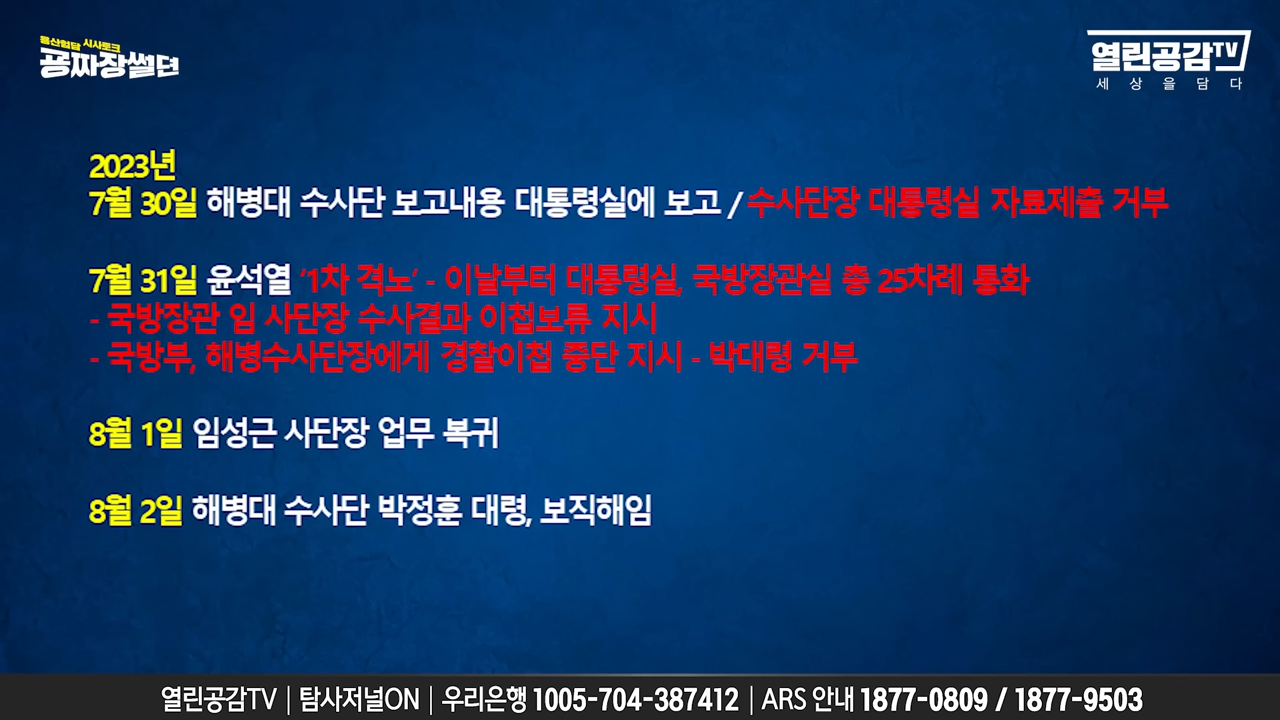 용산협담 시사토크
콩짜장썰뎐
열린공감TV
세상을담다
2023년
7월 30일 해병대 수사단 보고내용 대통령실에 보고 / 수사단장 대통령실 자료제출 거부
7월 31일 윤석열 ‘1차 격노’ - 이날부터 대통령실, 국방장관실 총 25차례 통화
- 국방장관 임 사단장 수사결과 이첩보류 지시
- 국방부, 해병수사단장에게 경찰이첩 중단 지시 - 박대령 거부
8월 1일 임성근 사단장 업무 복귀
8월 2일 해병대 수사단 박정훈 대령, 보직해임
열린공감TV | 탐사저널ON | 우리은행 1005-704-387412 | ARS 안내 1877-0809 / 1877-9503